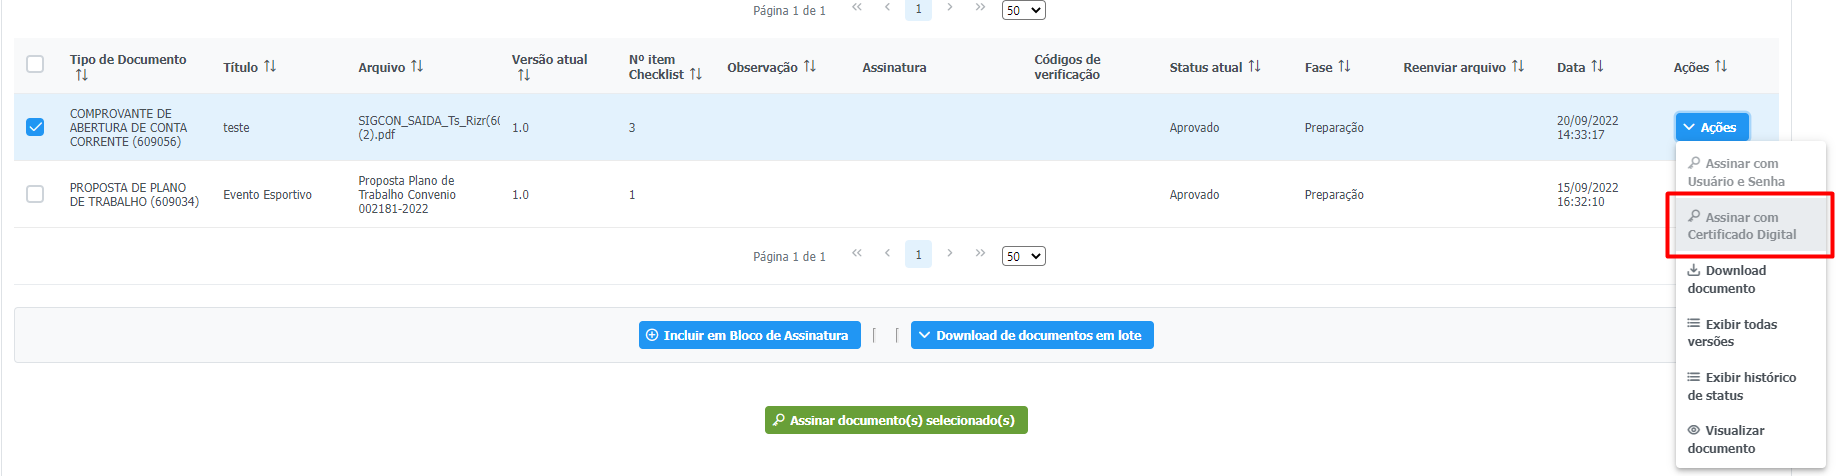 Página 1 de 1 << < 1 > >> 50
Tipo de Documento
Título
Arquivo
Versão atual
Nº item
Checklist
Observação
Assinatura
Códigos de
verificação
Status atual
Fase
Reenviar arquivo
Data
Ações
COMPROVANTE DE
ABERTURA DE CONTA
CORRENTE (609056)
teste
SIGCON_SAIDA_Ts_Rizr(60
(2).pdf
1.0
3
Aprovado
Preparação
20/09/2022
14:33:17
Ações
PROPOSTA DE PLANO
DE TRABALHO (609034)
Evento Esportivo
Proposta Plano de
Trabalho Convenio
002181-2022
1.0
1
Aprovado
Preparação
15/09/2022
16:32:10
Assinar com
Usuário e Senha
Assinar com
Certificado Digital
Download
documento
Exibir todas
versões
Exibir histórico
de status
Visualizar
documento
Página 1 de 1 << < 1 > >> 50
Incluir em Bloco de Assinatura
Download de documentos em lote
Assinar documento(s) selecionado(s)